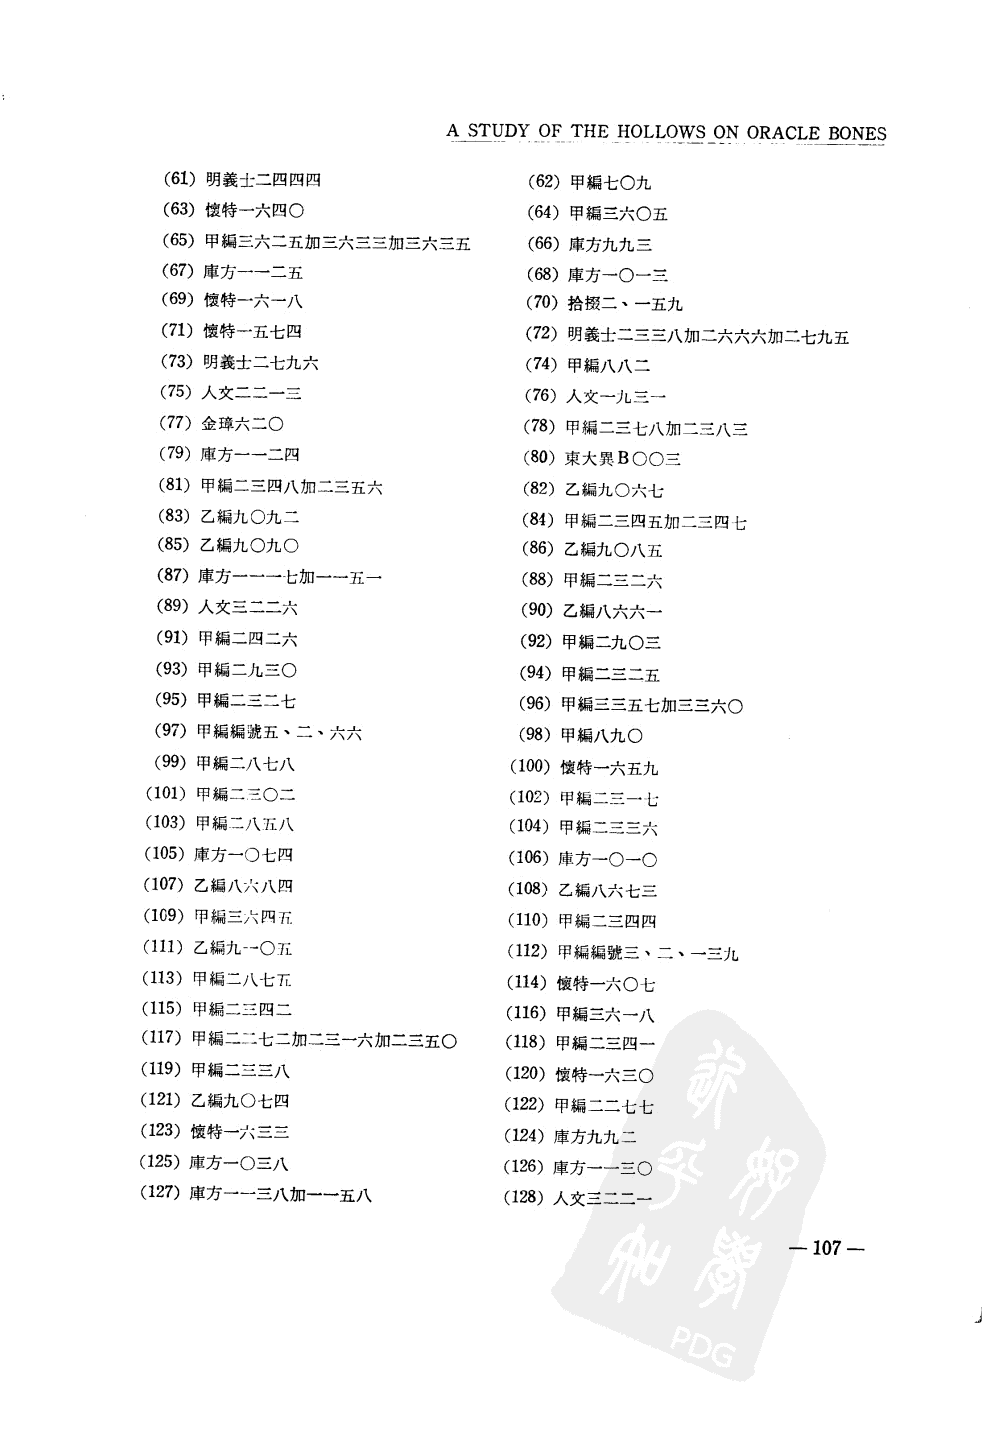 A STUDY OF THE HOLLOWS ON ORACLE BONES
(61) 明義士二四四四
(62) 甲編七〇九
(63) 懷特一六四〇
(64) 甲編三六〇五
(65) 甲編三六二五加三六三三加三六三五
(66) 庫方九九三
(67) 庫方一一二五
(68) 庫方一〇一三
(69) 懷特一六一八
(70) 拾掇二、一五九
(71) 懷特一五七四
(72) 明義士二三三八加二六六六加二七九五
(73) 明義士二七九六
(74) 甲編八八二
(75) 人文二二一三
(76) 人文一九三一
(77) 金璋六二〇
(78) 甲編二三七八加二三八三
(79) 庫方一一二四
(80) 東大異B〇〇三
(81) 甲編二三四八加二三五六
(82) 乙編九〇六七
(83) 乙編九〇九二
(84) 甲編二三四五加二三四七
(85) 乙編九〇九〇
(86) 乙編九〇八五
(87) 庫方一一一七加一一五一
(88) 甲編二三二六
(89) 人文三二二六
(90) 乙編八六六一
(91) 甲編二四二六
(92) 甲編二九〇三
(93) 甲編二九三〇
(94) 甲編二三二五
(95) 甲編二三二七
(96) 甲編三三五七加三三六〇
(97) 甲編編號五、二、六六
(98) 甲編八九〇
(99) 甲編二八七八
(100) 懷特一六五九
(101) 甲編二三〇二
(102) 甲編二三一七
(103) 甲編二八五八
(104) 甲編二三三六
(105) 庫方一〇七四
(106) 庫方一〇一〇
(107) 乙編八六八四
(108) 乙編八六七三
(109) 甲編三六四五
(110) 甲編二三四四
(111) 乙編九一〇五
(112) 甲編編號三、二、一三九
(113) 甲編二八七五
(114) 懷特一六〇七
(115) 甲編二三四二
(116) 甲編三六一八
(117) 甲編二二七二加二三一六加二三五〇
(118) 甲編二三四一
(119) 甲編二三三八
(120) 懷特一六三〇
(121) 乙編九〇七四
(122) 甲編二二七七
(123) 懷特一六三三
(124) 庫方九九二
(125) 庫方一〇三八
(126) 庫方一一三〇
(127) 庫方一一三八加一一五八
(128) 人文三二二一
— 107 —
PDG